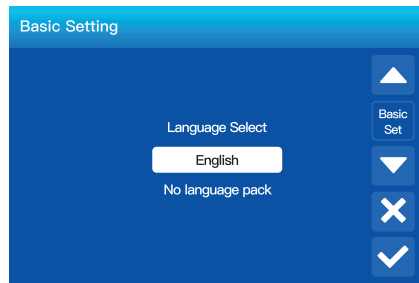 Basic Setting
Language Select
English
No language pack
Basic
Set